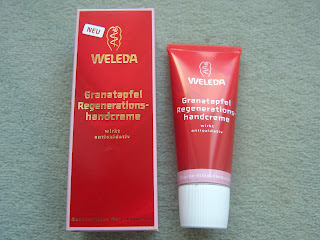 NEU
WELEDA
Granatapfel
Regenerations-
handcreme
wirkt
antioxidativ
WELEDA
Granatapfel
Regenerations-
handcreme
wirkt
antioxidativ